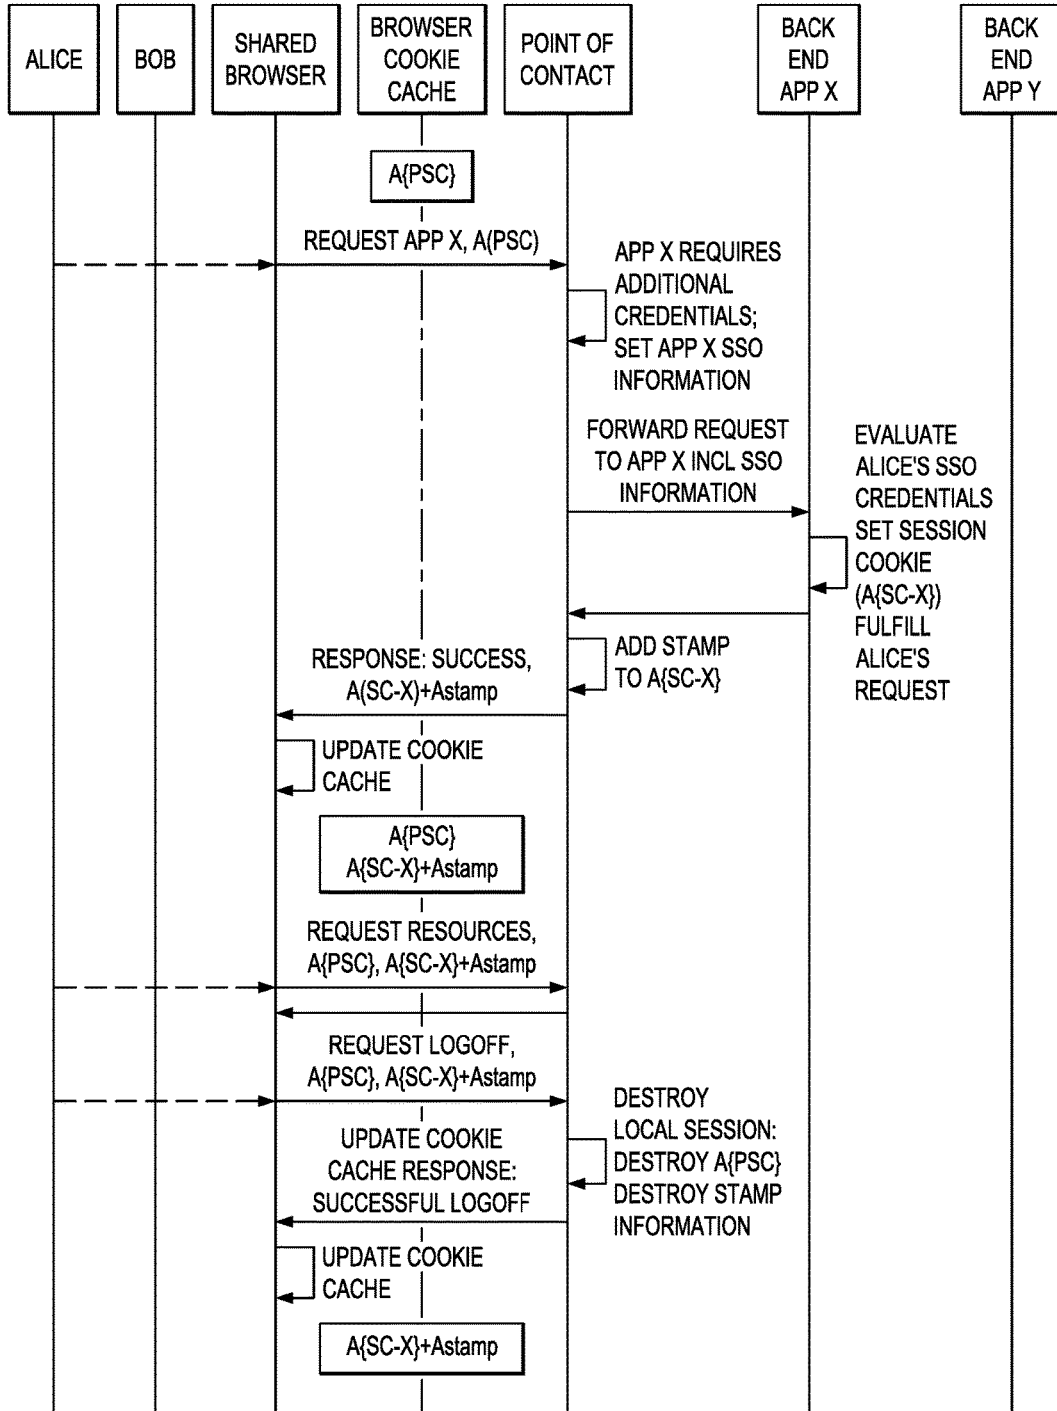 ALICE
BOB
SHARED
BROWSER
BROWSER
COOKIE
CACHE
POINT OF
CONTACT
BACK
END
APP X
BACK
END
APP Y
A{PSC}
REQUEST APP X, A(PSC)
APP X REQUIRES
ADDITIONAL
CREDENTIALS;
SET APP X SSO
INFORMATION
FORWARD REQUEST
TO APP X INCL SSO
INFORMATION
EVALUATE
ALICE'S SSO
CREDENTIALS
SET SESSION
COOKIE
(A{SC-X})
FULFILL
ALICE'S
REQUEST
ADD STAMP
TO A{SC-X}
RESPONSE: SUCCESS,
A(SC-X)+Astamp
UPDATE COOKIE
CACHE
A{PSC}
A{SC-X}+Astamp
REQUEST RESOURCES,
A{PSC}, A{SC-X}+Astamp
REQUEST LOGOFF,
A{PSC}, A{SC-X}+Astamp
DESTROY
LOCAL SESSION:
DESTROY A{PSC}
DESTROY STAMP
INFORMATION
UPDATE COOKIE
CACHE RESPONSE:
SUCCESSFUL LOGOFF
UPDATE COOKIE
CACHE
A{SC-X}+Astamp